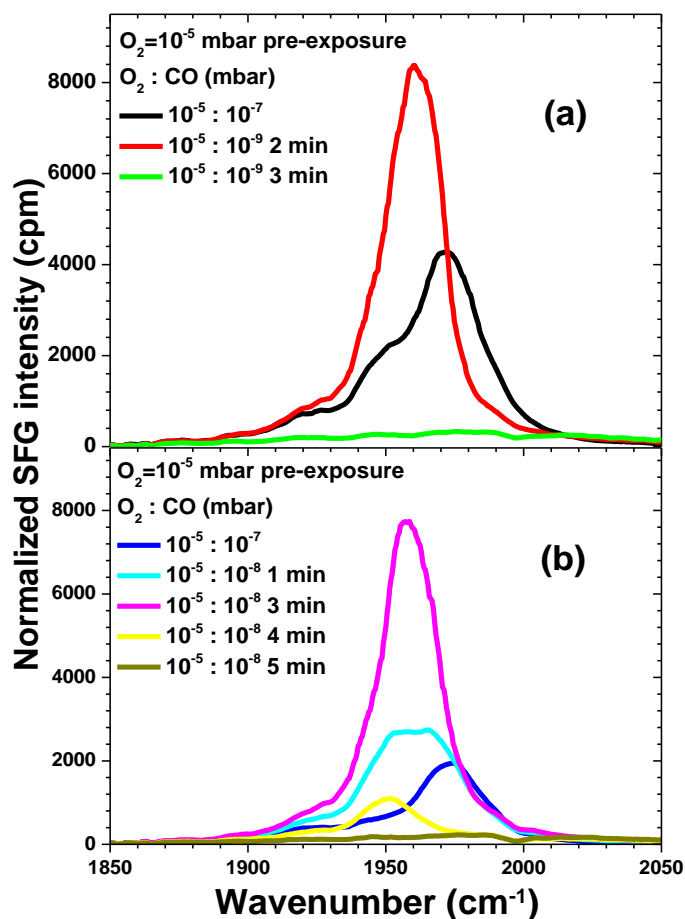 Normalized SFG intensity (cpm)
O₂=10⁻⁵ mbar pre-exposure
O₂ : CO (mbar)
10⁻⁵ : 10⁻⁷
10⁻⁵ : 10⁻⁹ 2 min
10⁻⁵ : 10⁻⁹ 3 min
(a)
8000
6000
4000
2000
0
O₂=10⁻⁵ mbar pre-exposure
O₂ : CO (mbar)
10⁻⁵ : 10⁻⁷
10⁻⁵ : 10⁻⁸ 1 min
10⁻⁵ : 10⁻⁸ 3 min
10⁻⁵ : 10⁻⁸ 4 min
10⁻⁵ : 10⁻⁸ 5 min
(b)
8000
6000
4000
2000
0
1850 1900 1950 2000 2050
Wavenumber (cm⁻¹)